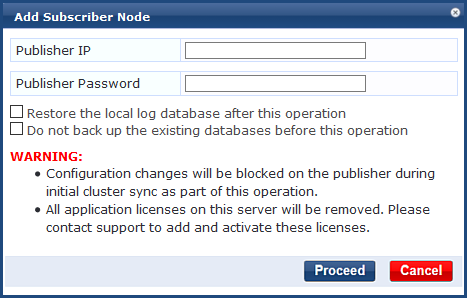 Add Subscriber Node
Publisher IP
Publisher Password
Restore the local log database after this operation
Do not back up the existing databases before this operation
WARNING:
• Configuration changes will be blocked on the publisher during
initial cluster sync as part of this operation.
• All application licenses on this server will be removed. Please
contact support to add and activate these licenses.
Proceed Cancel